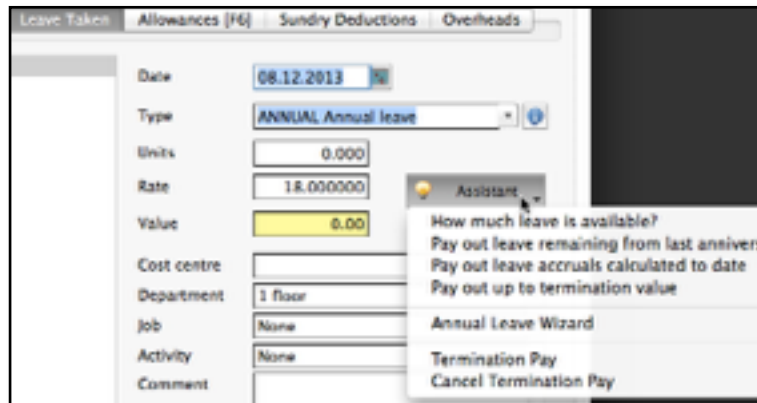 Leave Taken Allowances [F6] Sundry Deductions Overheads
Date 08.12.2013
Type ANNUAL Annual leave
Units 0.000
Rate 18.000000 Assistant
Value 0.00
How much leave is available?
Pay out leave remaining from last annivers
Pay out leave accruals calculated to date
Pay out up to termination value
Cost centre
Department 1 floor
Job None
Annual Leave Wizard
Activity None
Termination Pay
Comment
Cancel Termination Pay